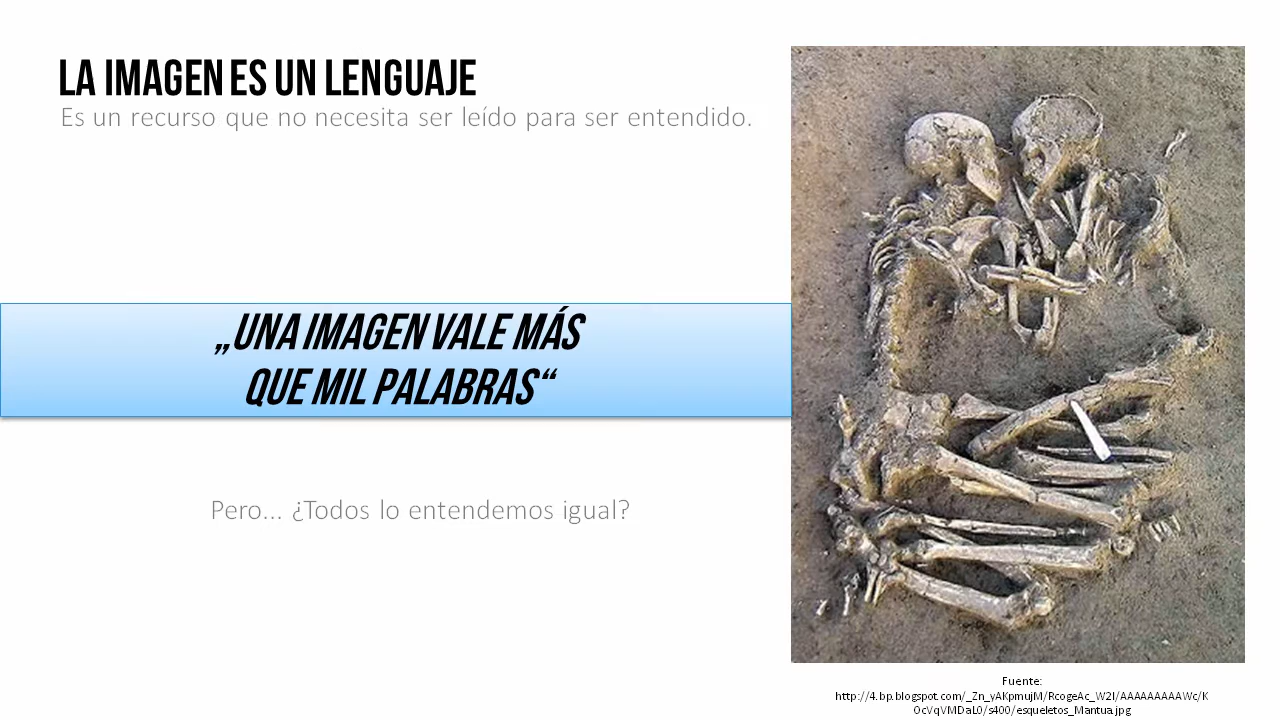 LA IMAGEN ES UN LENGUAJE
Es un recurso que no necesita ser leído para ser entendido.
„UNA IMAGEN VALE MÁS
QUE MIL PALABRAS“
Pero... ¿Todos lo entendemos igual?
Fuente:
http://4.bp.blogspot.com/_Zn_yAKpmujM/RcogeAc_W2I/AAAAAAAAAWc/K
OcVqVMDaL0/s400/esqueletos_Mantua.jpg